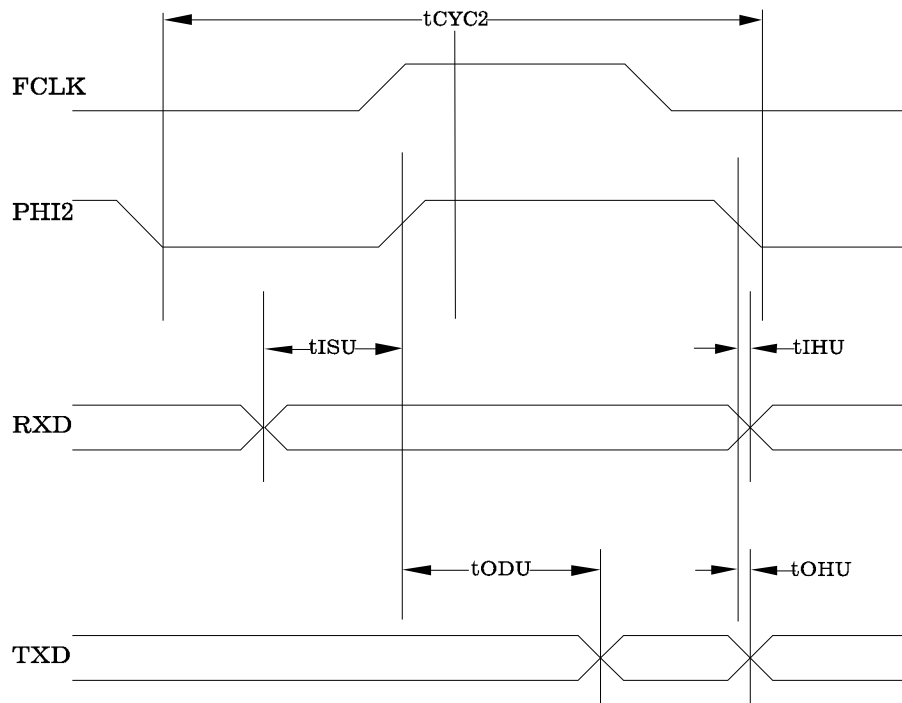 tCYC2
FCLK
PHI2
tISU
tIHU
RXD
tODU
tOHU
TXD